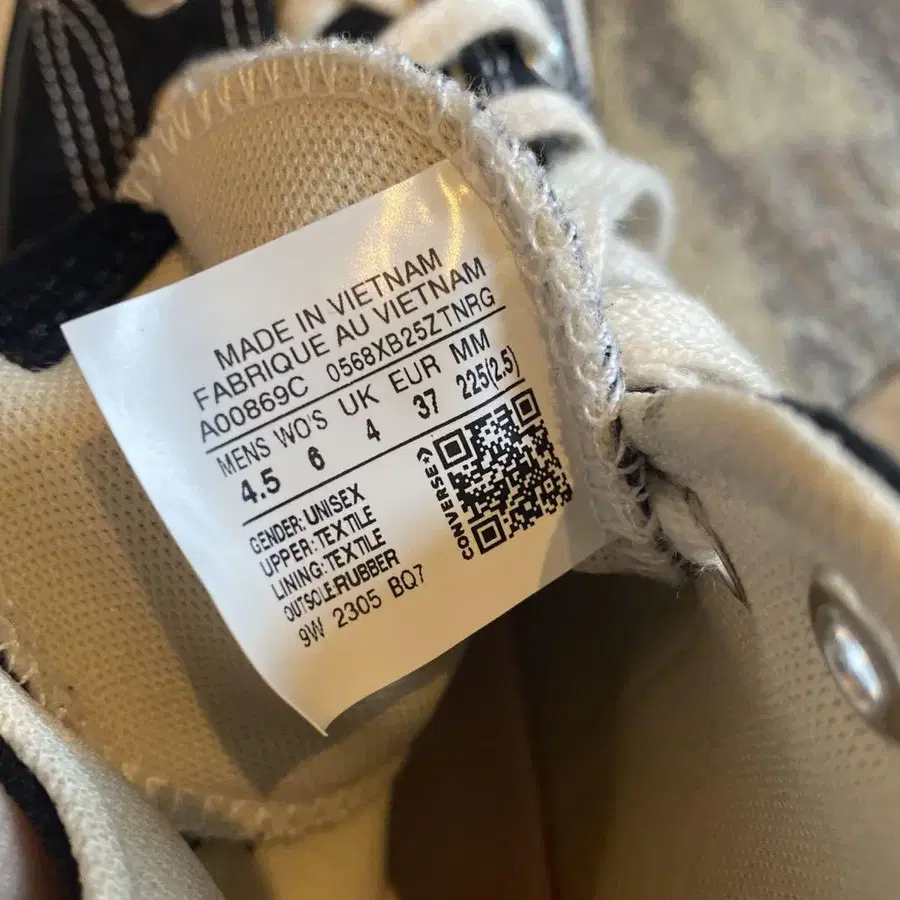 MADE IN VIETNAM
FABRIQUE AU VIETNAM
A00869C 0568XB25ZTNRG
MENS WO'S UK EUR MM
4.5 6 4 37 225(2.5)
GENDER: UNISEX
UPPER: TEXTILE
LINING: TEXTILE
OUTSOLE:RUBBER
9W 2305 BQ7
CONVERSE